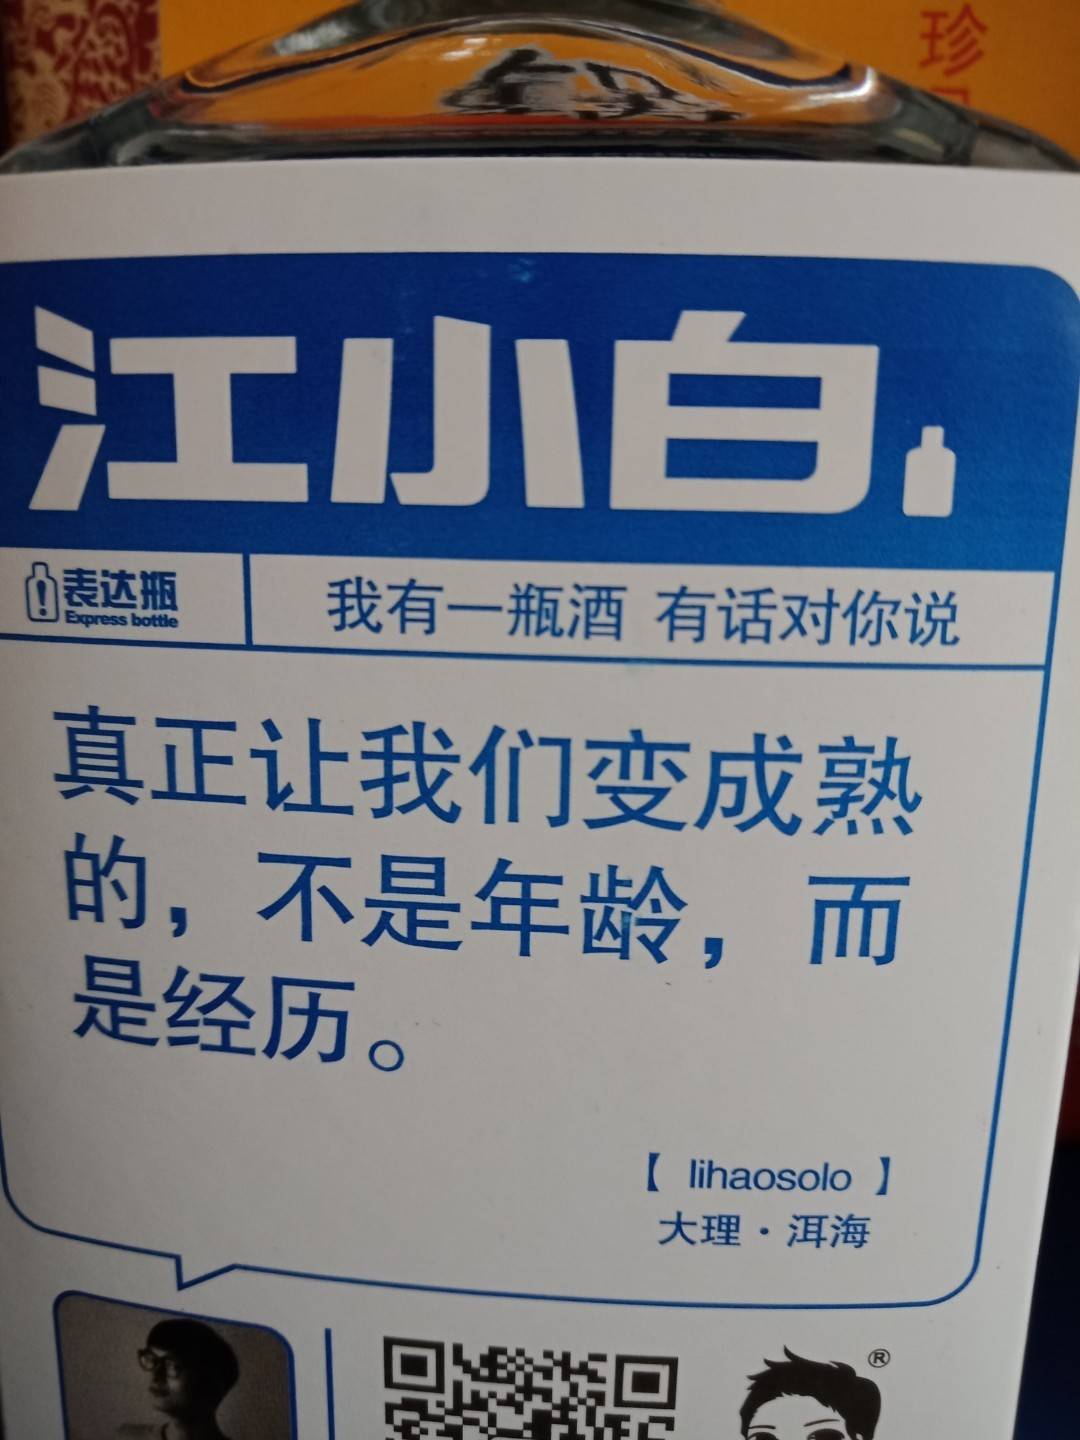 珍
江小白
表达瓶
Express bottle
我有一瓶酒 有话对你说
真正让我们变成熟
的，不是年龄，而
是经历。
【 lihaosolo 】
大理·洱海
®